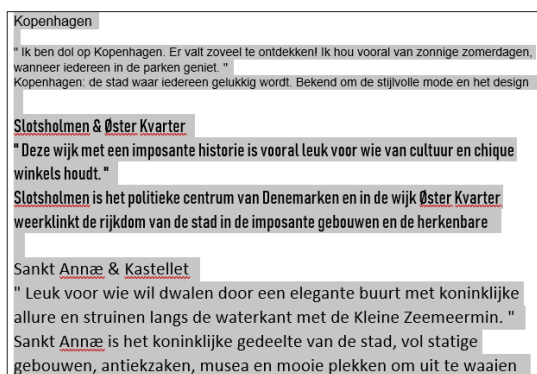 Kopenhagen
" Ik ben dol op Kopenhagen. Er valt zoveel te ontdekken! Ik hou vooral van zonnige zomerdagen,
wanneer iedereen in de parken geniet. "
Kopenhagen: de stad waar iedereen gelukkig wordt. Bekend om de stijlvolle mode en het design
Slotsholmen & Øster Kvarter
" Deze wijk met een imposante historie is vooral leuk voor wie van cultuur en chique
winkels houdt. "
Slotsholmen is het politieke centrum van Denemarken en in de wijk Øster Kvarter
weerklinkt de rijkdom van de stad in de imposante gebouwen en de herkenbare
Sankt Annæ & Kastellet
" Leuk voor wie wil dwalen door een elegante buurt met koninklijke
allure en struinen langs de waterkant met de Kleine Zeemeermin. "
Sankt Annæ is het koninklijke gedeelte van de stad, vol statige
gebouwen, antiekzaken, musea en mooie plekken om uit te waaien